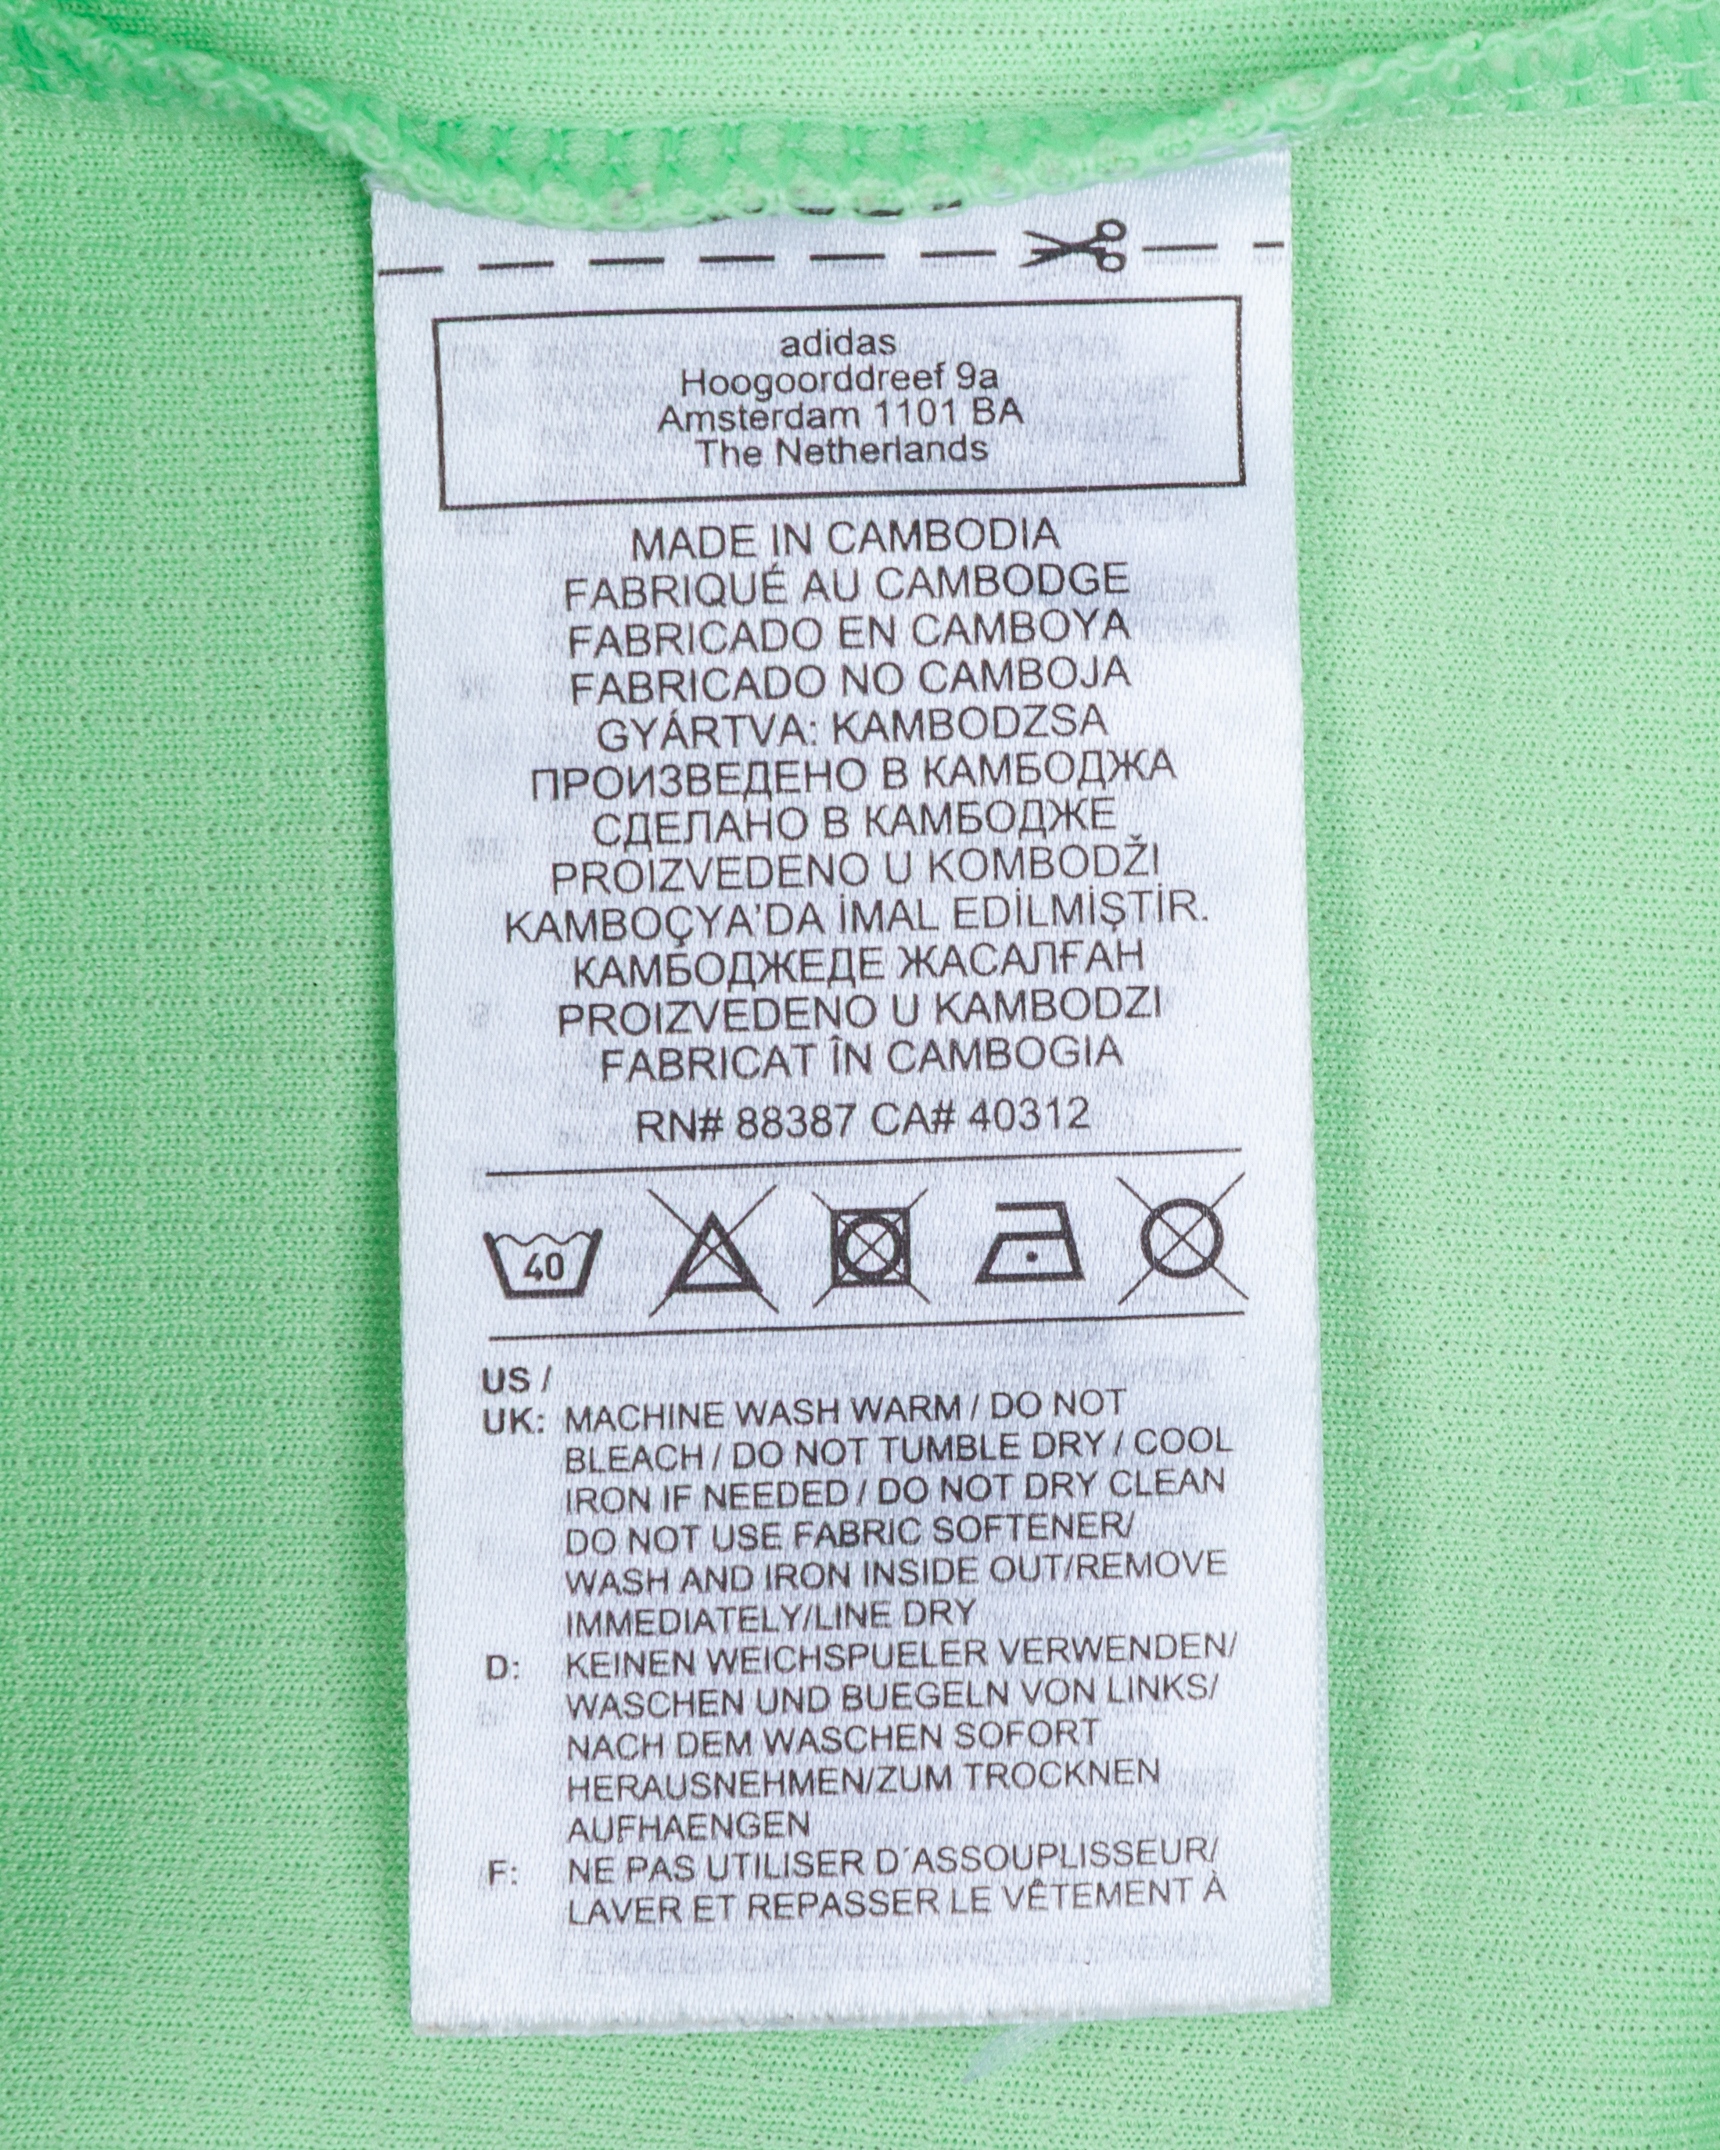 adidas
Hoogoorddreef 9a
Amsterdam 1101 BA
The Netherlands
MADE IN CAMBODIA
FABRIQUÉ AU CAMBODGE
FABRICADO EN CAMBOYA
FABRICADO NO CAMBOJA
GYÁRTVA: KAMBODZSA
ПРОИЗВЕДЕНО В КАМБОДЖА
СДЕЛАНО В КАМБОДЖЕ
PROIZVEDENO U KOMBODŽI
KAMBOÇYA'DA İMAL EDİLMİŞTİR.
КАМБОДЖЕДЕ ЖАСАЛҒАН
PROIZVEDENO U KAMBODZI
FABRICAT ÎN CAMBOGIA
RN# 88387 CA# 40312
40
US /
UK: MACHINE WASH WARM / DO NOT
BLEACH / DO NOT TUMBLE DRY / COOL
IRON IF NEEDED / DO NOT DRY CLEAN
DO NOT USE FABRIC SOFTENER/
WASH AND IRON INSIDE OUT/REMOVE
IMMEDIATELY/LINE DRY
D: KEINEN WEICHSPUELER VERWENDEN/
WASCHEN UND BUEGELN VON LINKS/
NACH DEM WASCHEN SOFORT
HERAUSNEHMEN/ZUM TROCKNEN
AUFHAENGEN
F: NE PAS UTILISER D´ASSOUPLISSEUR/
LAVER ET REPASSER LE VÊTEMENT À